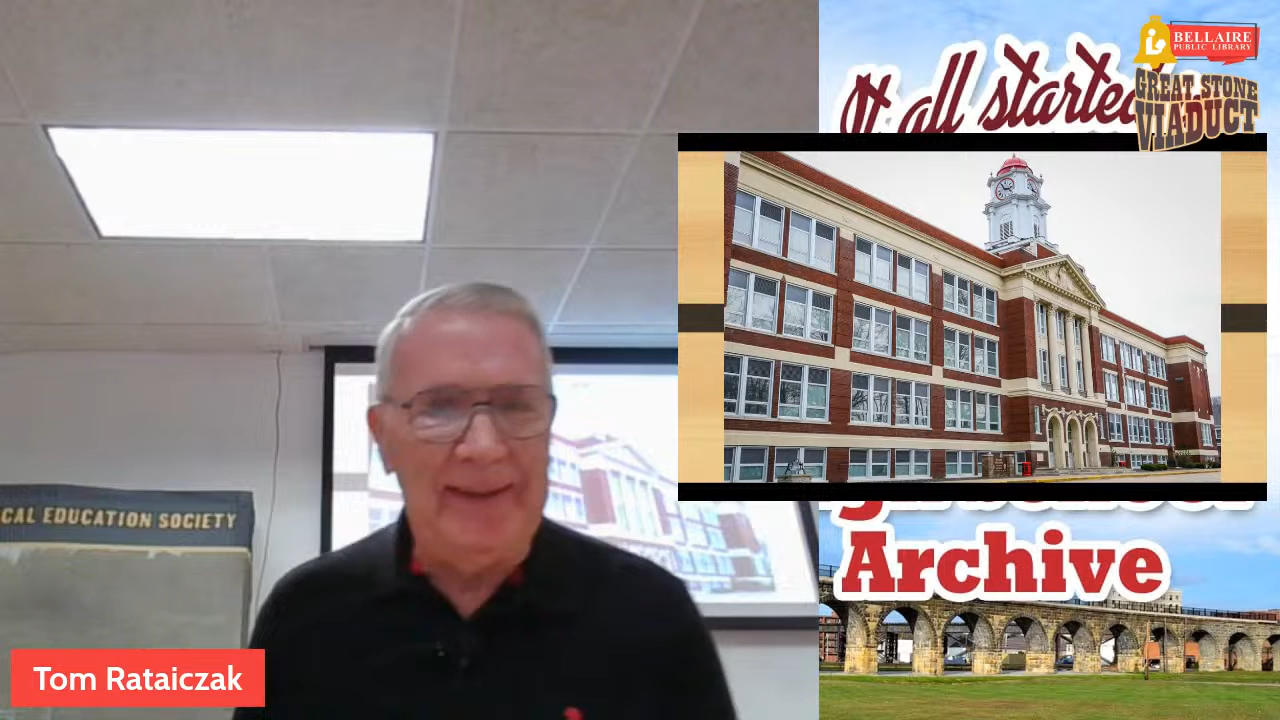 BELLAIRE
PUBLIC LIBRARY
It all started
GREAT STONE
VIADUCT
CAL EDUCATION SOCIETY
Archive
Tom Rataiczak